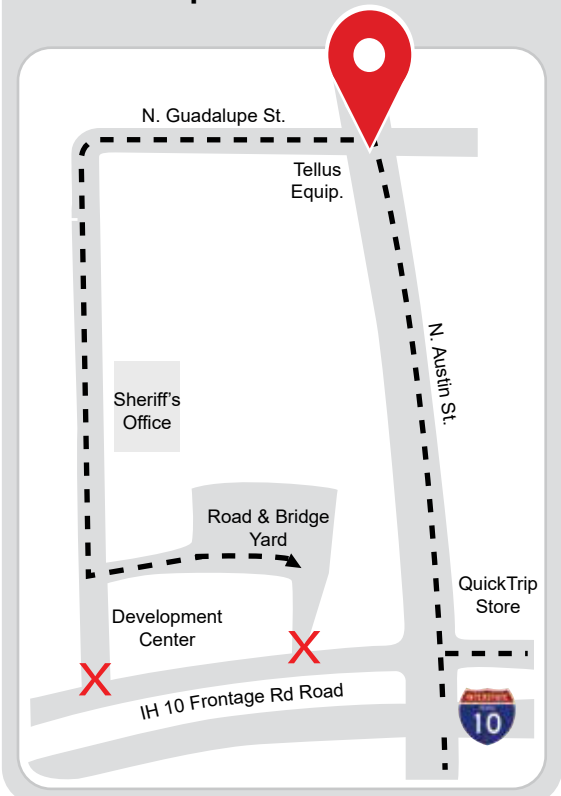 N. Guadalupe St.
Tellus
Equip.
N. Austin St.
Sheriff's
Office
Road & Bridge
Yard
QuickTrip
Store
Development
Center
X
X
IH 10 Frontage Rd Road
INTERSTATE
10